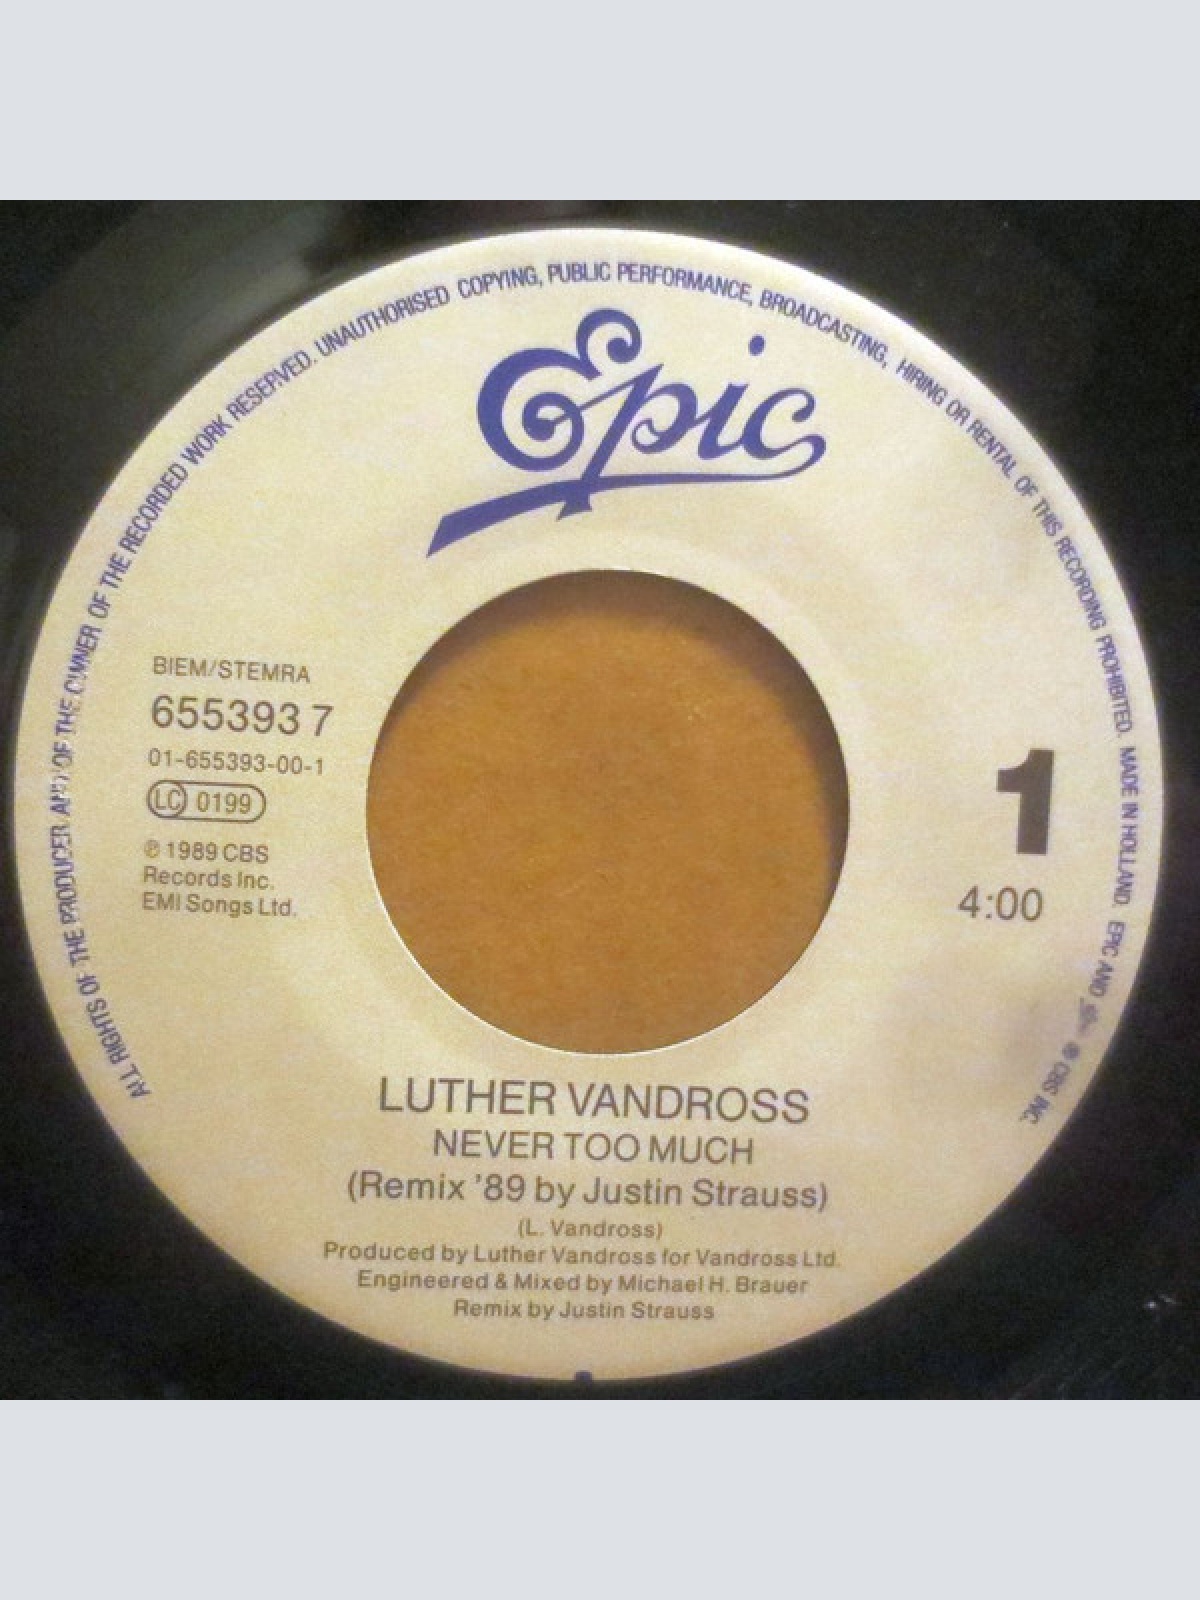 ALL RIGHTS OF THE PRODUCER AND OF THE OWNER OF THE RECORDED WORK RESERVED. UNAUTHORISED COPYING, PUBLIC PERFORMANCE, BROADCASTING, HIRING OR RENTAL OF THIS RECORDING PROHIBITED. MADE IN HOLLAND. EPIC AND ® CBS INC.
Epic
BIEM/STEMRA
655393 7
01-655393-00-1
LC 0199
℗ 1989 CBS
Records Inc.
EMI Songs Ltd.
1
4:00
LUTHER VANDROSS
NEVER TOO MUCH
(Remix '89 by Justin Strauss)
(L. Vandross)
Produced by Luther Vandross for Vandross Ltd.
Engineered & Mixed by Michael H. Brauer
Remix by Justin Strauss